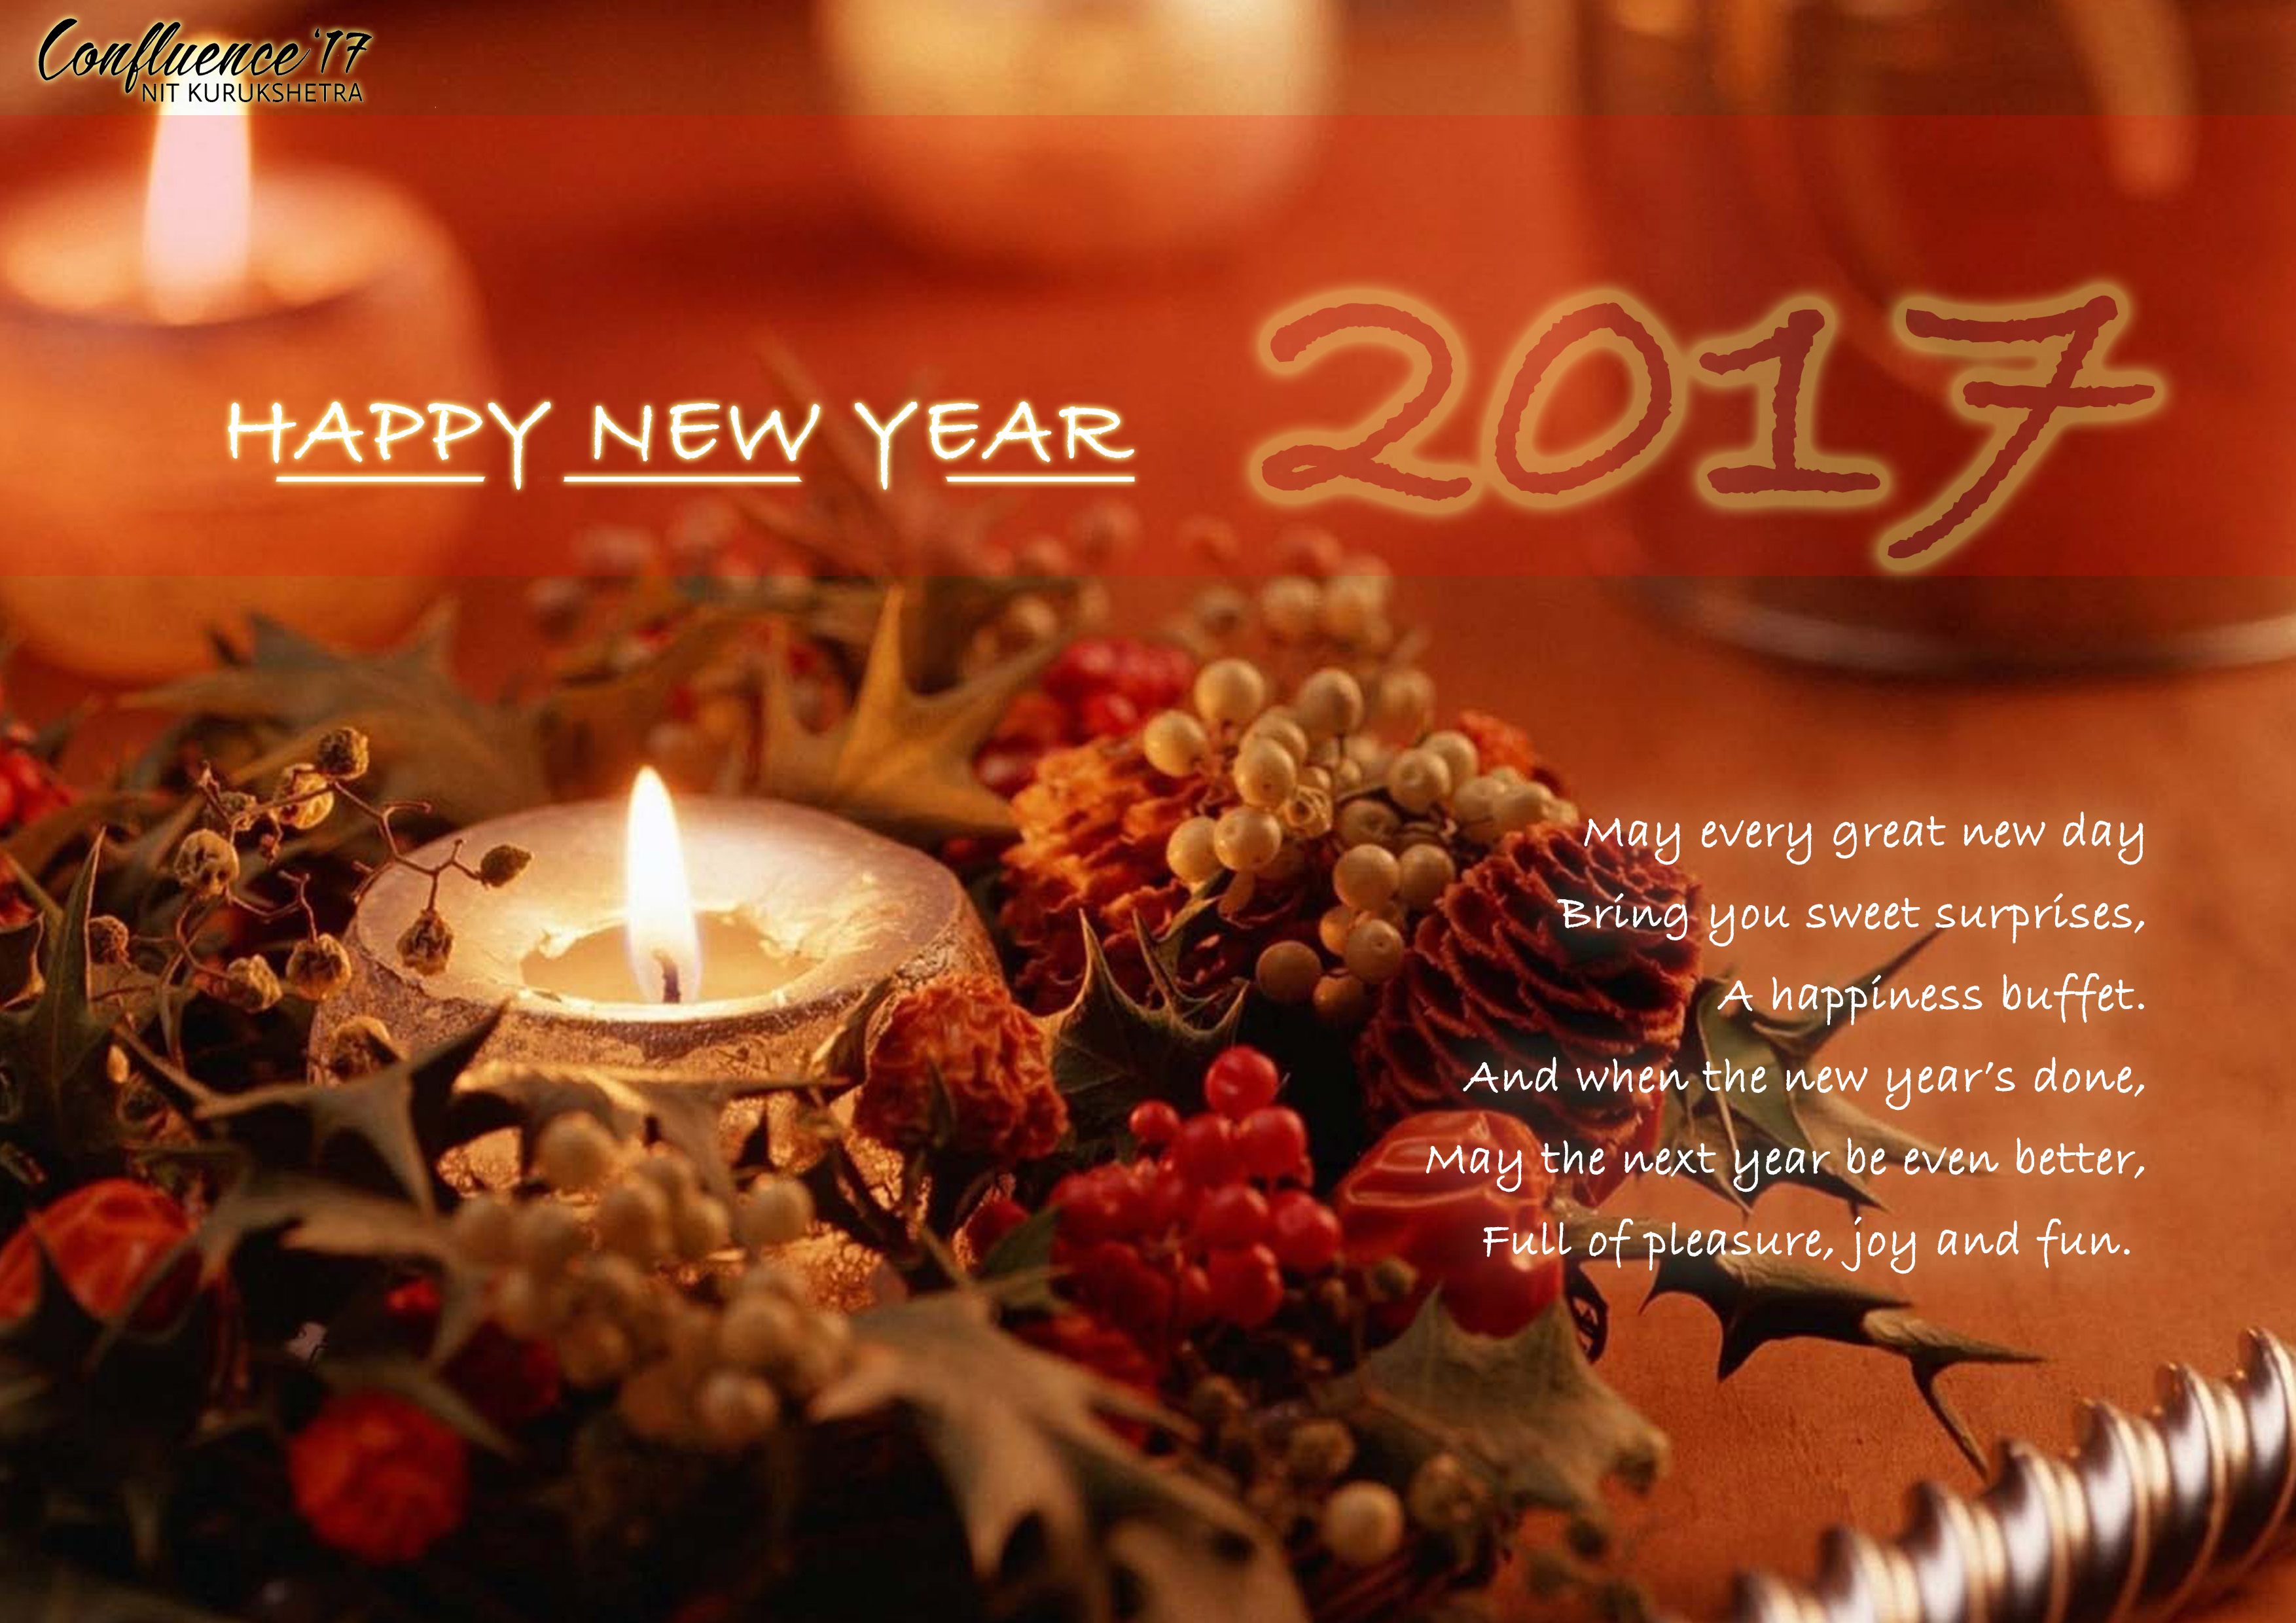 Confluence'17
NIT KURUKSHETRA
HAPPY NEW YEAR 2017
May every great new day
Bring you sweet surprises,
A happiness buffet.
And when the new year's done,
May the next year be even better,
Full of pleasure, joy and fun.